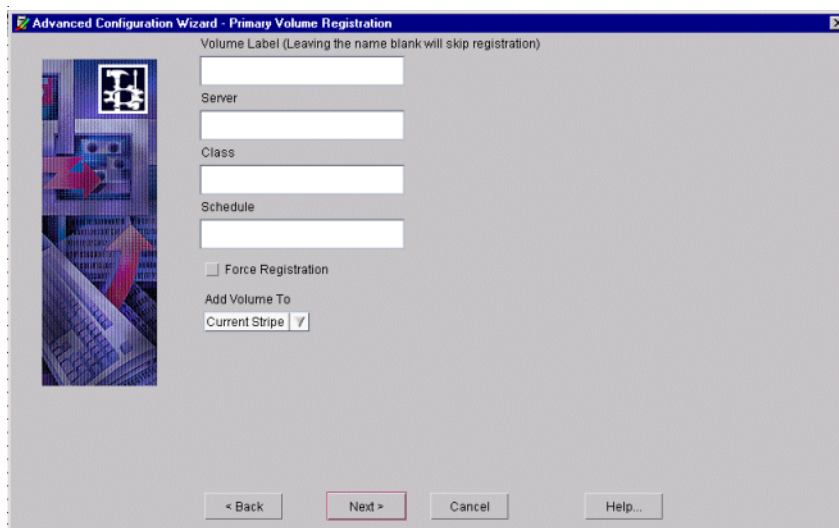 Advanced Configuration Wizard - Primary Volume Registration
Volume Label (Leaving the name blank will skip registration)
Server
Class
Schedule
Force Registration
Add Volume To
Current Stripe
< Back
Next >
Cancel
Help...